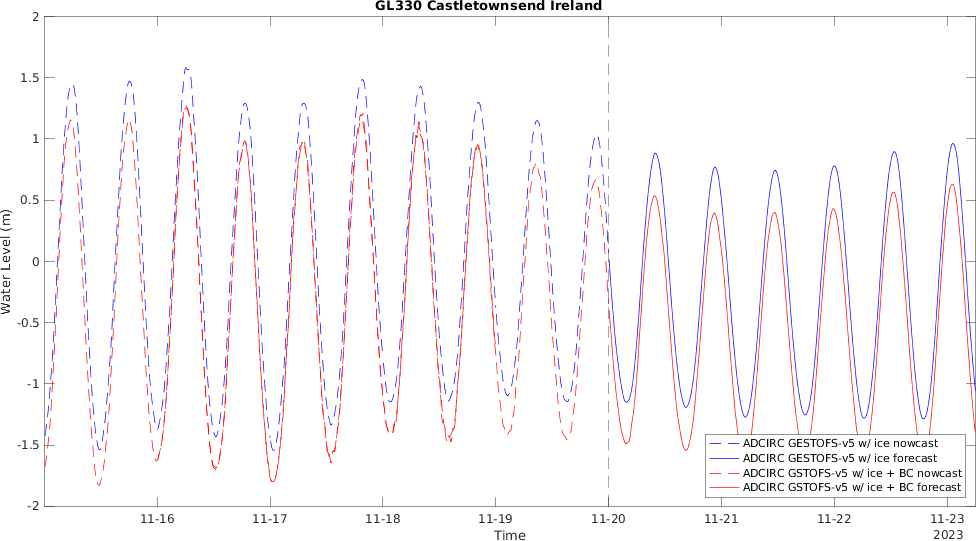 GL330 Castletownsend Ireland
2
1.5
1
0.5
0
-0.5
-1
-1.5
-2
Water Level (m)
ADCIRC GESTOFS-v5 w/ ice nowcast
ADCIRC GESTOFS-v5 w/ ice forecast
ADCIRC GSTOFS-v5 w/ ice + BC nowcast
ADCIRC GSTOFS-v5 w/ ice + BC forecast
11-16 11-17 11-18 11-19 11-20 11-21 11-22 11-23
Time 2023